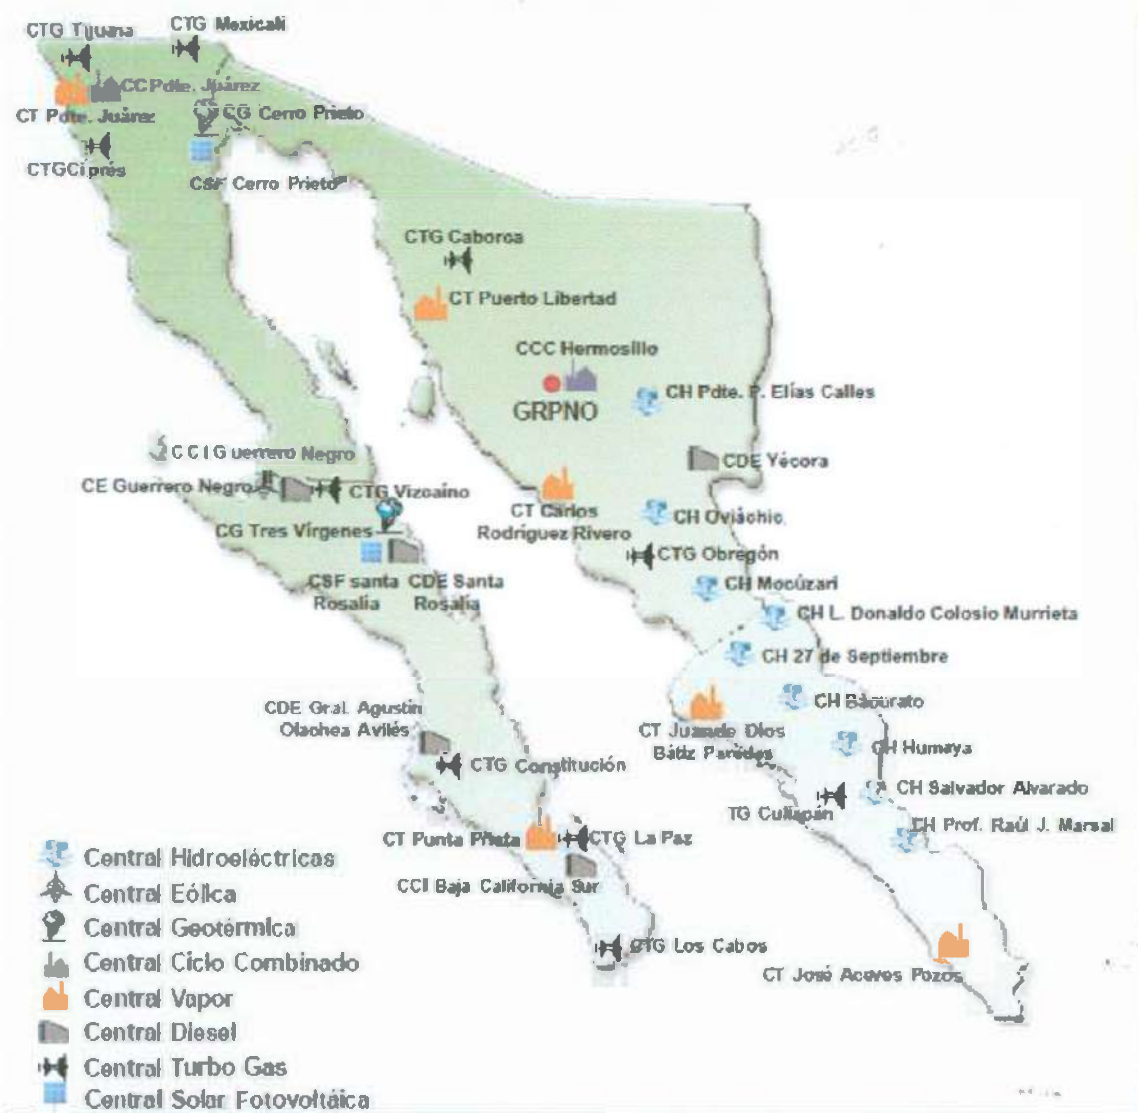 CTG Tijuana
CTG Mexicali
CC Pdte. Juárez
CT Pdte. Juárez
CG Cerro Prieto
CTG Ciprés
CSF Cerro Prieto
CTG Caborca
CT Puerto Libertad
CCC Hermosillo
GRPNO
CH Pdte. P. Elías Calles
CCI Guerrero Negro
CDE Yécora
CE Guerrero Negro
CTG Vizcaíno
CT Carlos
Rodríguez Rivero
CH Oviáchic
CG Tres Vírgenes
CTG Obregón
CSF santa
Rosalia
CDE Santa
Rosalía
CH Mocúzari
CH L. Donaldo Colosio Murrieta
CH 27 de Septiembre
CDE Gral. Agustín
Olachea Avilés
CH Bacurato
CT Juan de Dios
Bátiz Paredes
CH Humaya
CTG Constitución
CH Salvador Alvarado
TG Culiapán
CH Prof. Raúl J. Marsal
CT Punta Prieta
CTG La Paz
CCI Baja California Sur
CTG Los Cabos
CT José Aceves Pozos
Central Hidroeléctricas
Central Eólica
Central Geotérmica
Central Ciclo Combinado
Central Vapor
Central Diesel
Central Turbo Gas
Central Solar Fotovoltáica